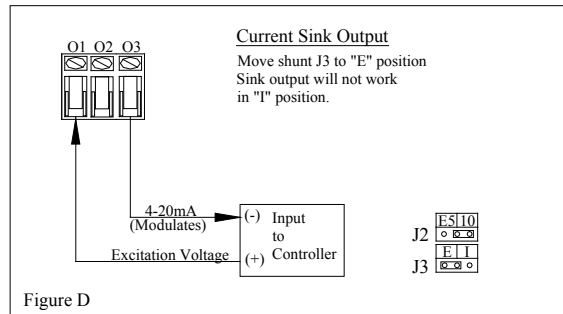 O1 O2 O3
Current Sink Output
Move shunt J3 to "E" position
Sink output will not work
in "I" position.
4-20mA
(Modulates)
Excitation Voltage
(-) Input
to
(+) Controller
E5 10
J2
E I
J3
Figure D